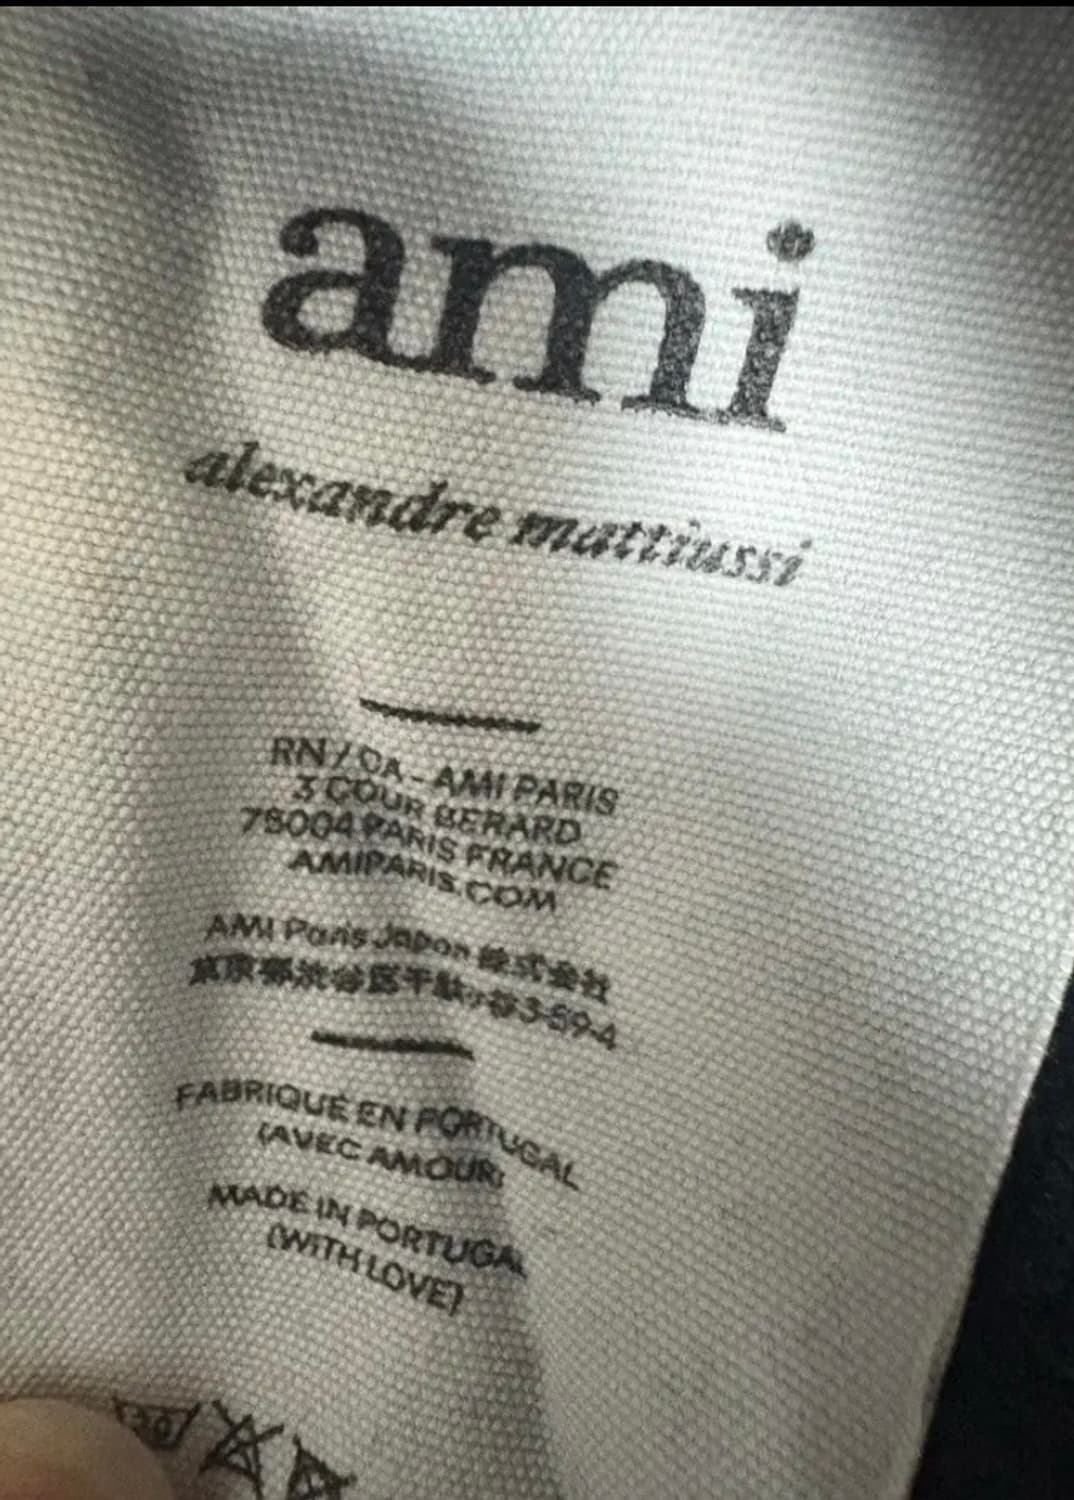 ami
alexandre mattiussi
RN / CA - AMI PARIS
3 COUR BERARD
75004 PARIS FRANCE
AMIPARIS.COM
AMI Paris Japon 株式会社
東京都渋谷区千駄ヶ谷3-59-4
FABRIQUÉ EN PORTUGAL
(AVEC AMOUR)
MADE IN PORTUGAL
(WITH LOVE)
30